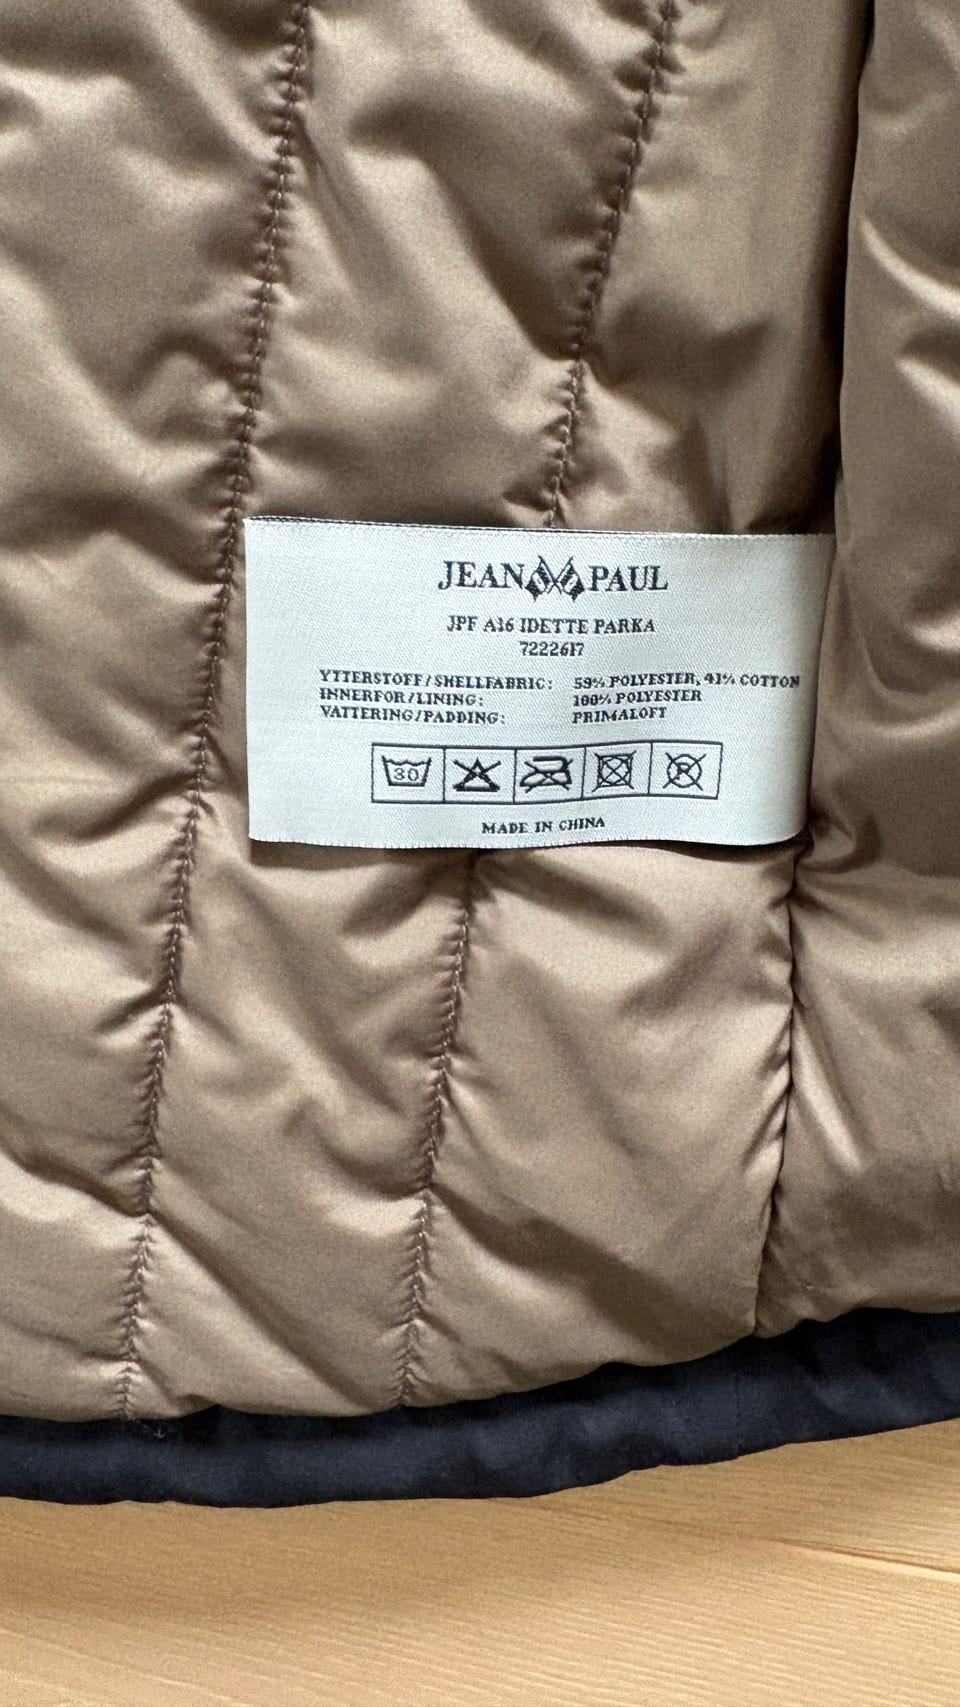 JEAN PAUL
JPF A16 IDETTE PARKA
7222617
YTTERSTOFF/SHELLFABRIC: 59% POLYESTER, 41% COTTON
INNERFOR/LINING: 100% POLYESTER
VATTERING/PADDING: PRIMALOFT
30
P
MADE IN CHINA